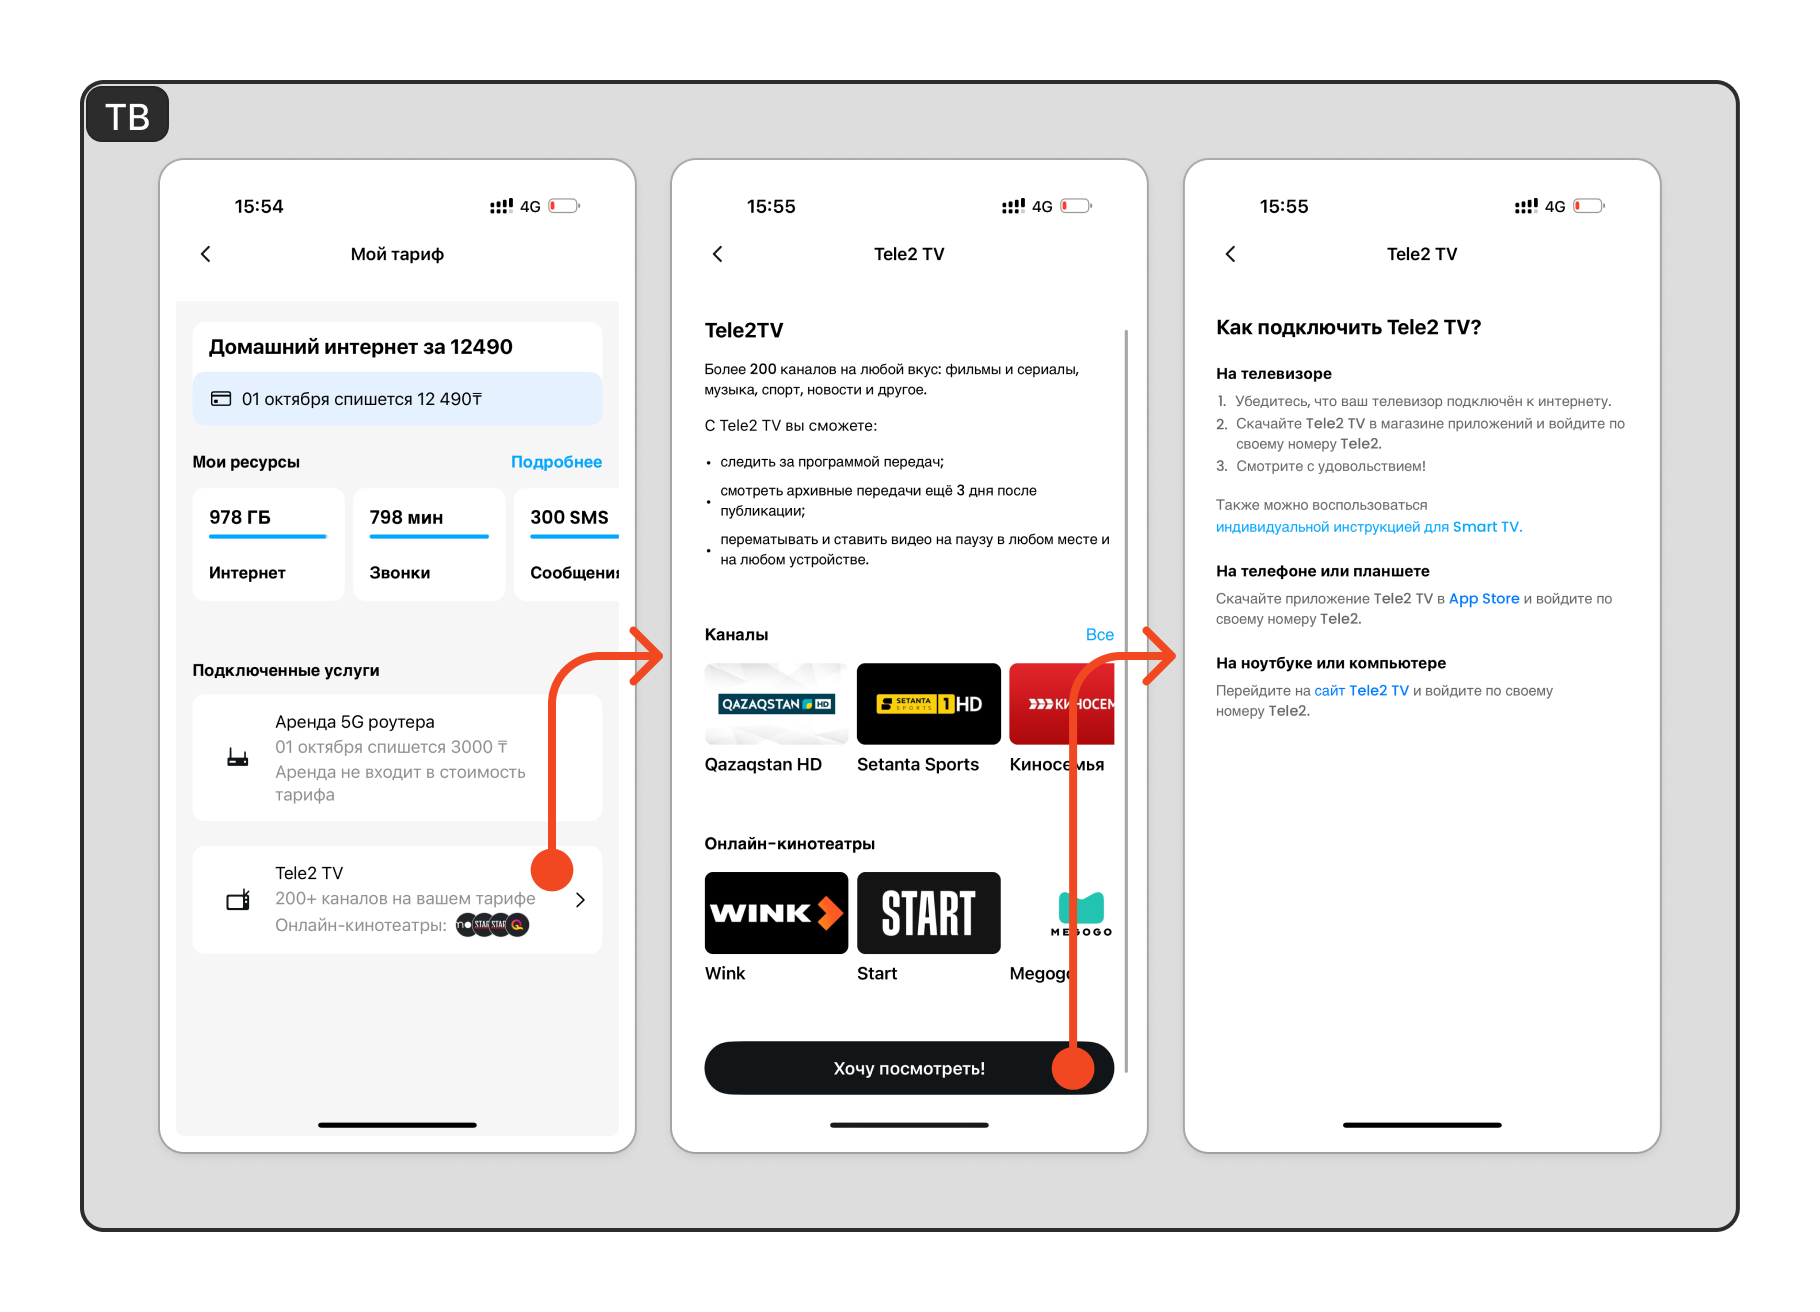 ТВ
15:54
4G
Мой тариф
Домашний интернет за 12490
01 октября спишется 12 490₸
Мои ресурсы
Подробнее
978 ГБ
798 мин
300 SMS
Интернет
Звонки
Сообщения
Подключенные услуги
Аренда 5G роутера
01 октября спишется 3000 ₸
Аренда не входит в стоимость
тарифа
Tele2 TV
200+ каналов на вашем тарифе
Онлайн-кинотеатры:
15:55
4G
Tele2 TV
Tele2TV
Более 200 каналов на любой вкус: фильмы и сериалы,
музыка, спорт, новости и другое.
С Tele2 TV вы сможете:
• следить за программой передач;
• смотреть архивные передачи ещё 3 дня после
публикации;
• перематывать и ставить видео на паузу в любом месте и
на любом устройстве.
Каналы
Все
QAZAQSTAN HD
SETANTA SPORTS 1 HD
КИНОСЕМ
Qazaqstan HD
Setanta Sports
Киносемья
Онлайн-кинотеатры
WINK
START
MEGOGO
Wink
Start
Megogo
Хочу посмотреть!
15:55
4G
Tele2 TV
Как подключить Tele2 TV?
На телевизоре
1. Убедитесь, что ваш телевизор подключён к интернету.
2. Скачайте Tele2 TV в магазине приложений и войдите по
своему номеру Tele2.
3. Смотрите с удовольствием!
Также можно воспользоваться
индивидуальной инструкцией для Smart TV.
На телефоне или планшете
Скачайте приложение Tele2 TV в App Store и войдите по
своему номеру Tele2.
На ноутбуке или компьютере
Перейдите на сайт Tele2 TV и войдите по своему
номеру Tele2.